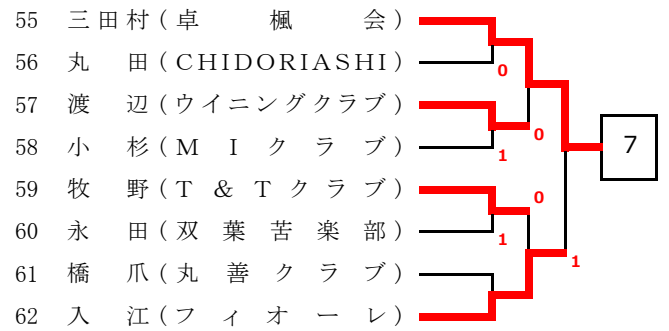 55 三田村(卓楓会)
56 丸田(CHIDORIASHI)
0
57 渡辺(ウイニングクラブ)
0
7
58 小杉(MIクラブ)
1
59 牧野(T&Tクラブ)
0
60 永田(双葉苦楽部)
1
1
61 橋爪(丸善クラブ)
62 入江(フィオーレ)